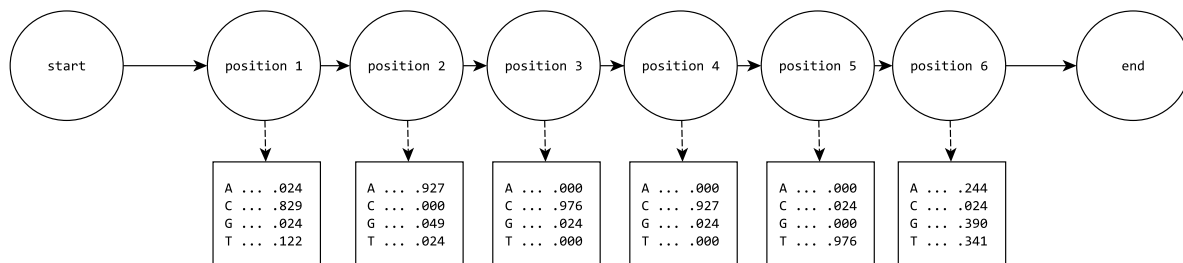 start
position 1
position 2
position 3
position 4
position 5
position 6
end
A ... .024
C ... .829
G ... .024
T ... .122
A ... .927
C ... .000
G ... .049
T ... .024
A ... .000
C ... .976
G ... .024
T ... .000
A ... .000
C ... .927
G ... .024
T ... .000
A ... .000
C ... .024
G ... .000
T ... .976
A ... .244
C ... .024
G ... .390
T ... .341